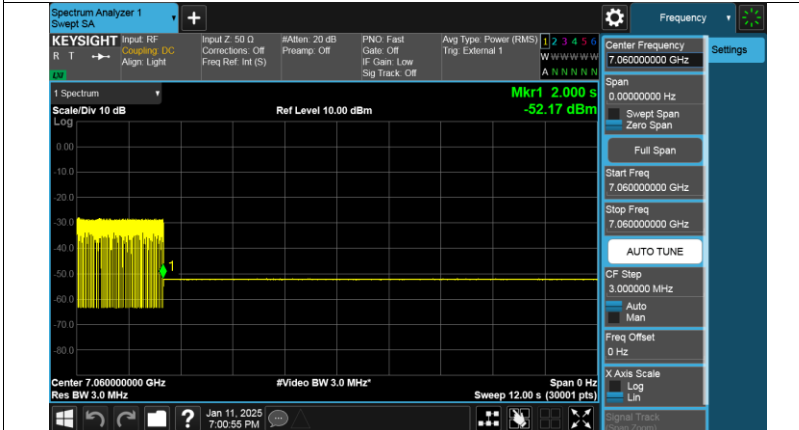 Spectrum Analyzer 1
Swept SA
Frequency
KEYSIGHT
R T
LXI
Input: RF
Coupling: DC
Align: Light
Input Z: 50 Ω
Corrections: Off
Freq Ref: Int (S)
#Atten: 20 dB
Preamp: Off
PNO: Fast
Gate: Off
IF Gain: Low
Sig Track: Off
Avg Type: Power (RMS)
Trig: External 1
1 2 3 4 5 6
W W W W W W
A N N N N N
1 Spectrum
Scale/Div 10 dB
Ref Level 10.00 dBm
Mkr1 2.000 s
-52.17 dBm
Log
0.00
-10.0
-20.0
-30.0
-40.0
-50.0
-60.0
-70.0
-80.0
1
Center 7.060000000 GHz
Res BW 3.0 MHz
#Video BW 3.0 MHz*
Span 0 Hz
Sweep 12.00 s (30001 pts)
Center Frequency
7.060000000 GHz
Settings
Span
0.00000000 Hz
Swept Span
Zero Span
Full Span
Start Freq
7.060000000 GHz
Stop Freq
7.060000000 GHz
AUTO TUNE
CF Step
3.000000 MHz
Auto
Man
Freq Offset
0 Hz
X Axis Scale
Log
Lin
Signal Track
(Span Zoom)
?
Jan 11, 2025
7:00:55 PM